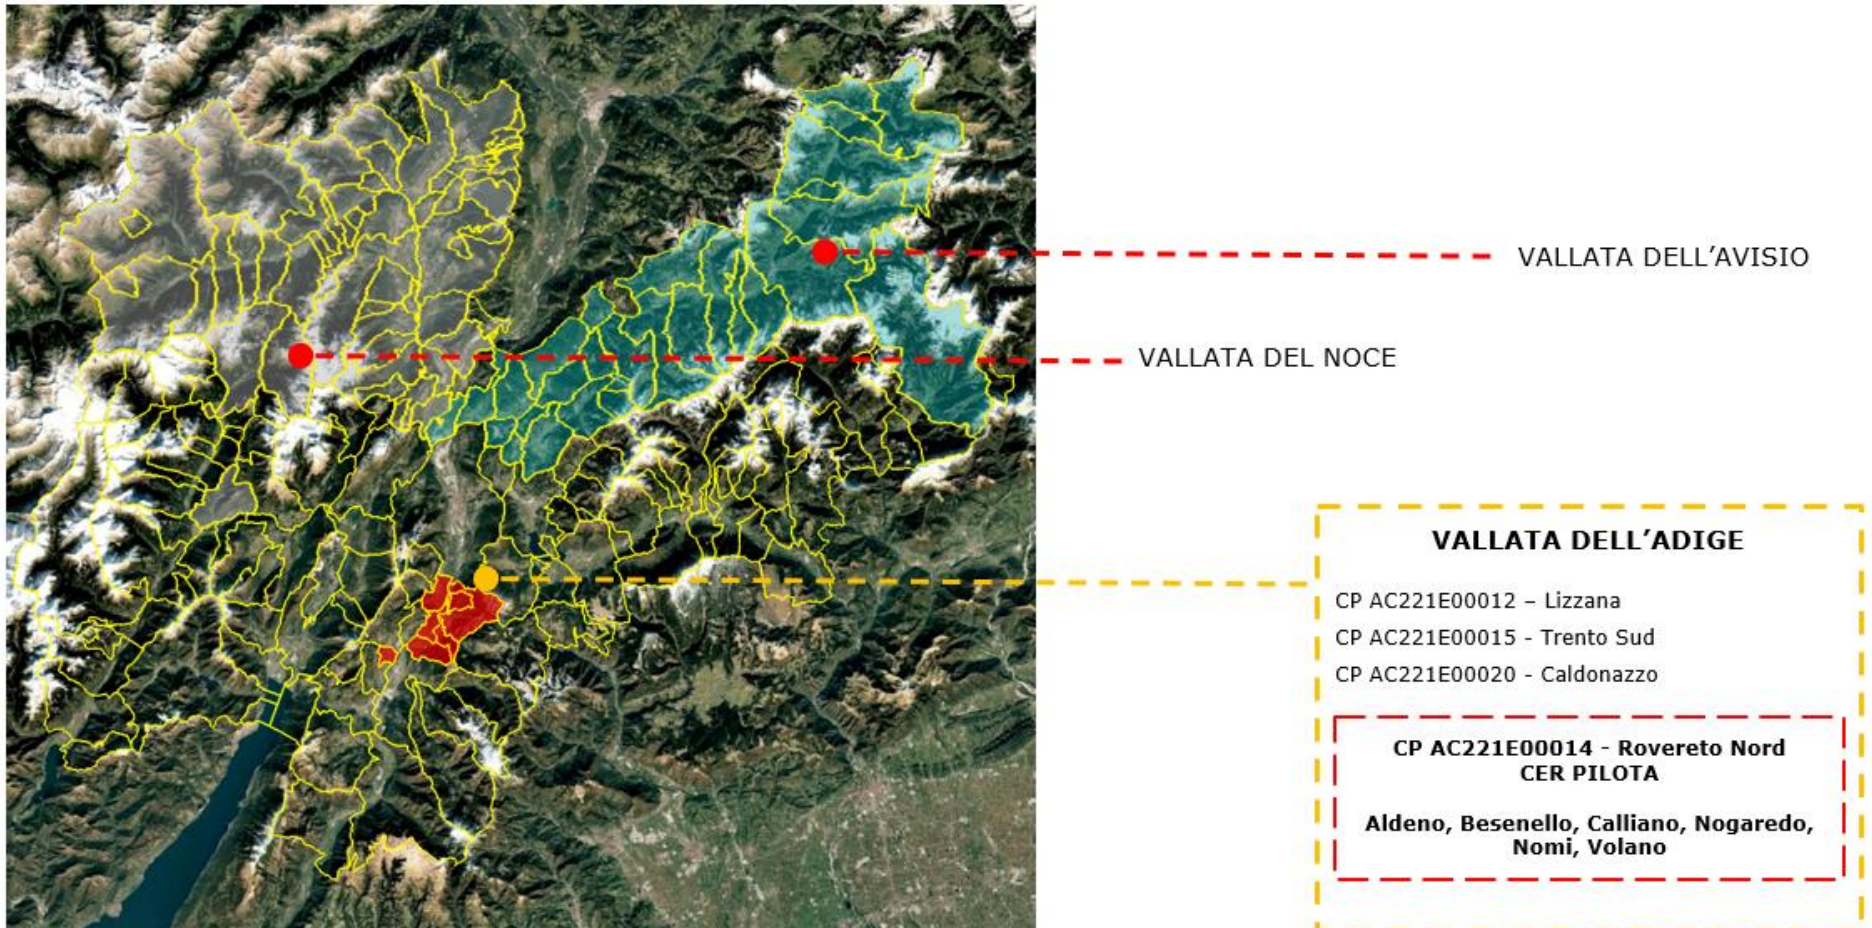 VALLATA DELL’AVISIO
VALLATA DEL NOCE
VALLATA DELL’ADIGE
CP AC221E00012 – Lizzana
CP AC221E00015 - Trento Sud
CP AC221E00020 - Caldonazzo
CP AC221E00014 - Rovereto Nord
CER PILOTA
Aldeno, Besenello, Calliano, Nogaredo,
Nomi, Volano